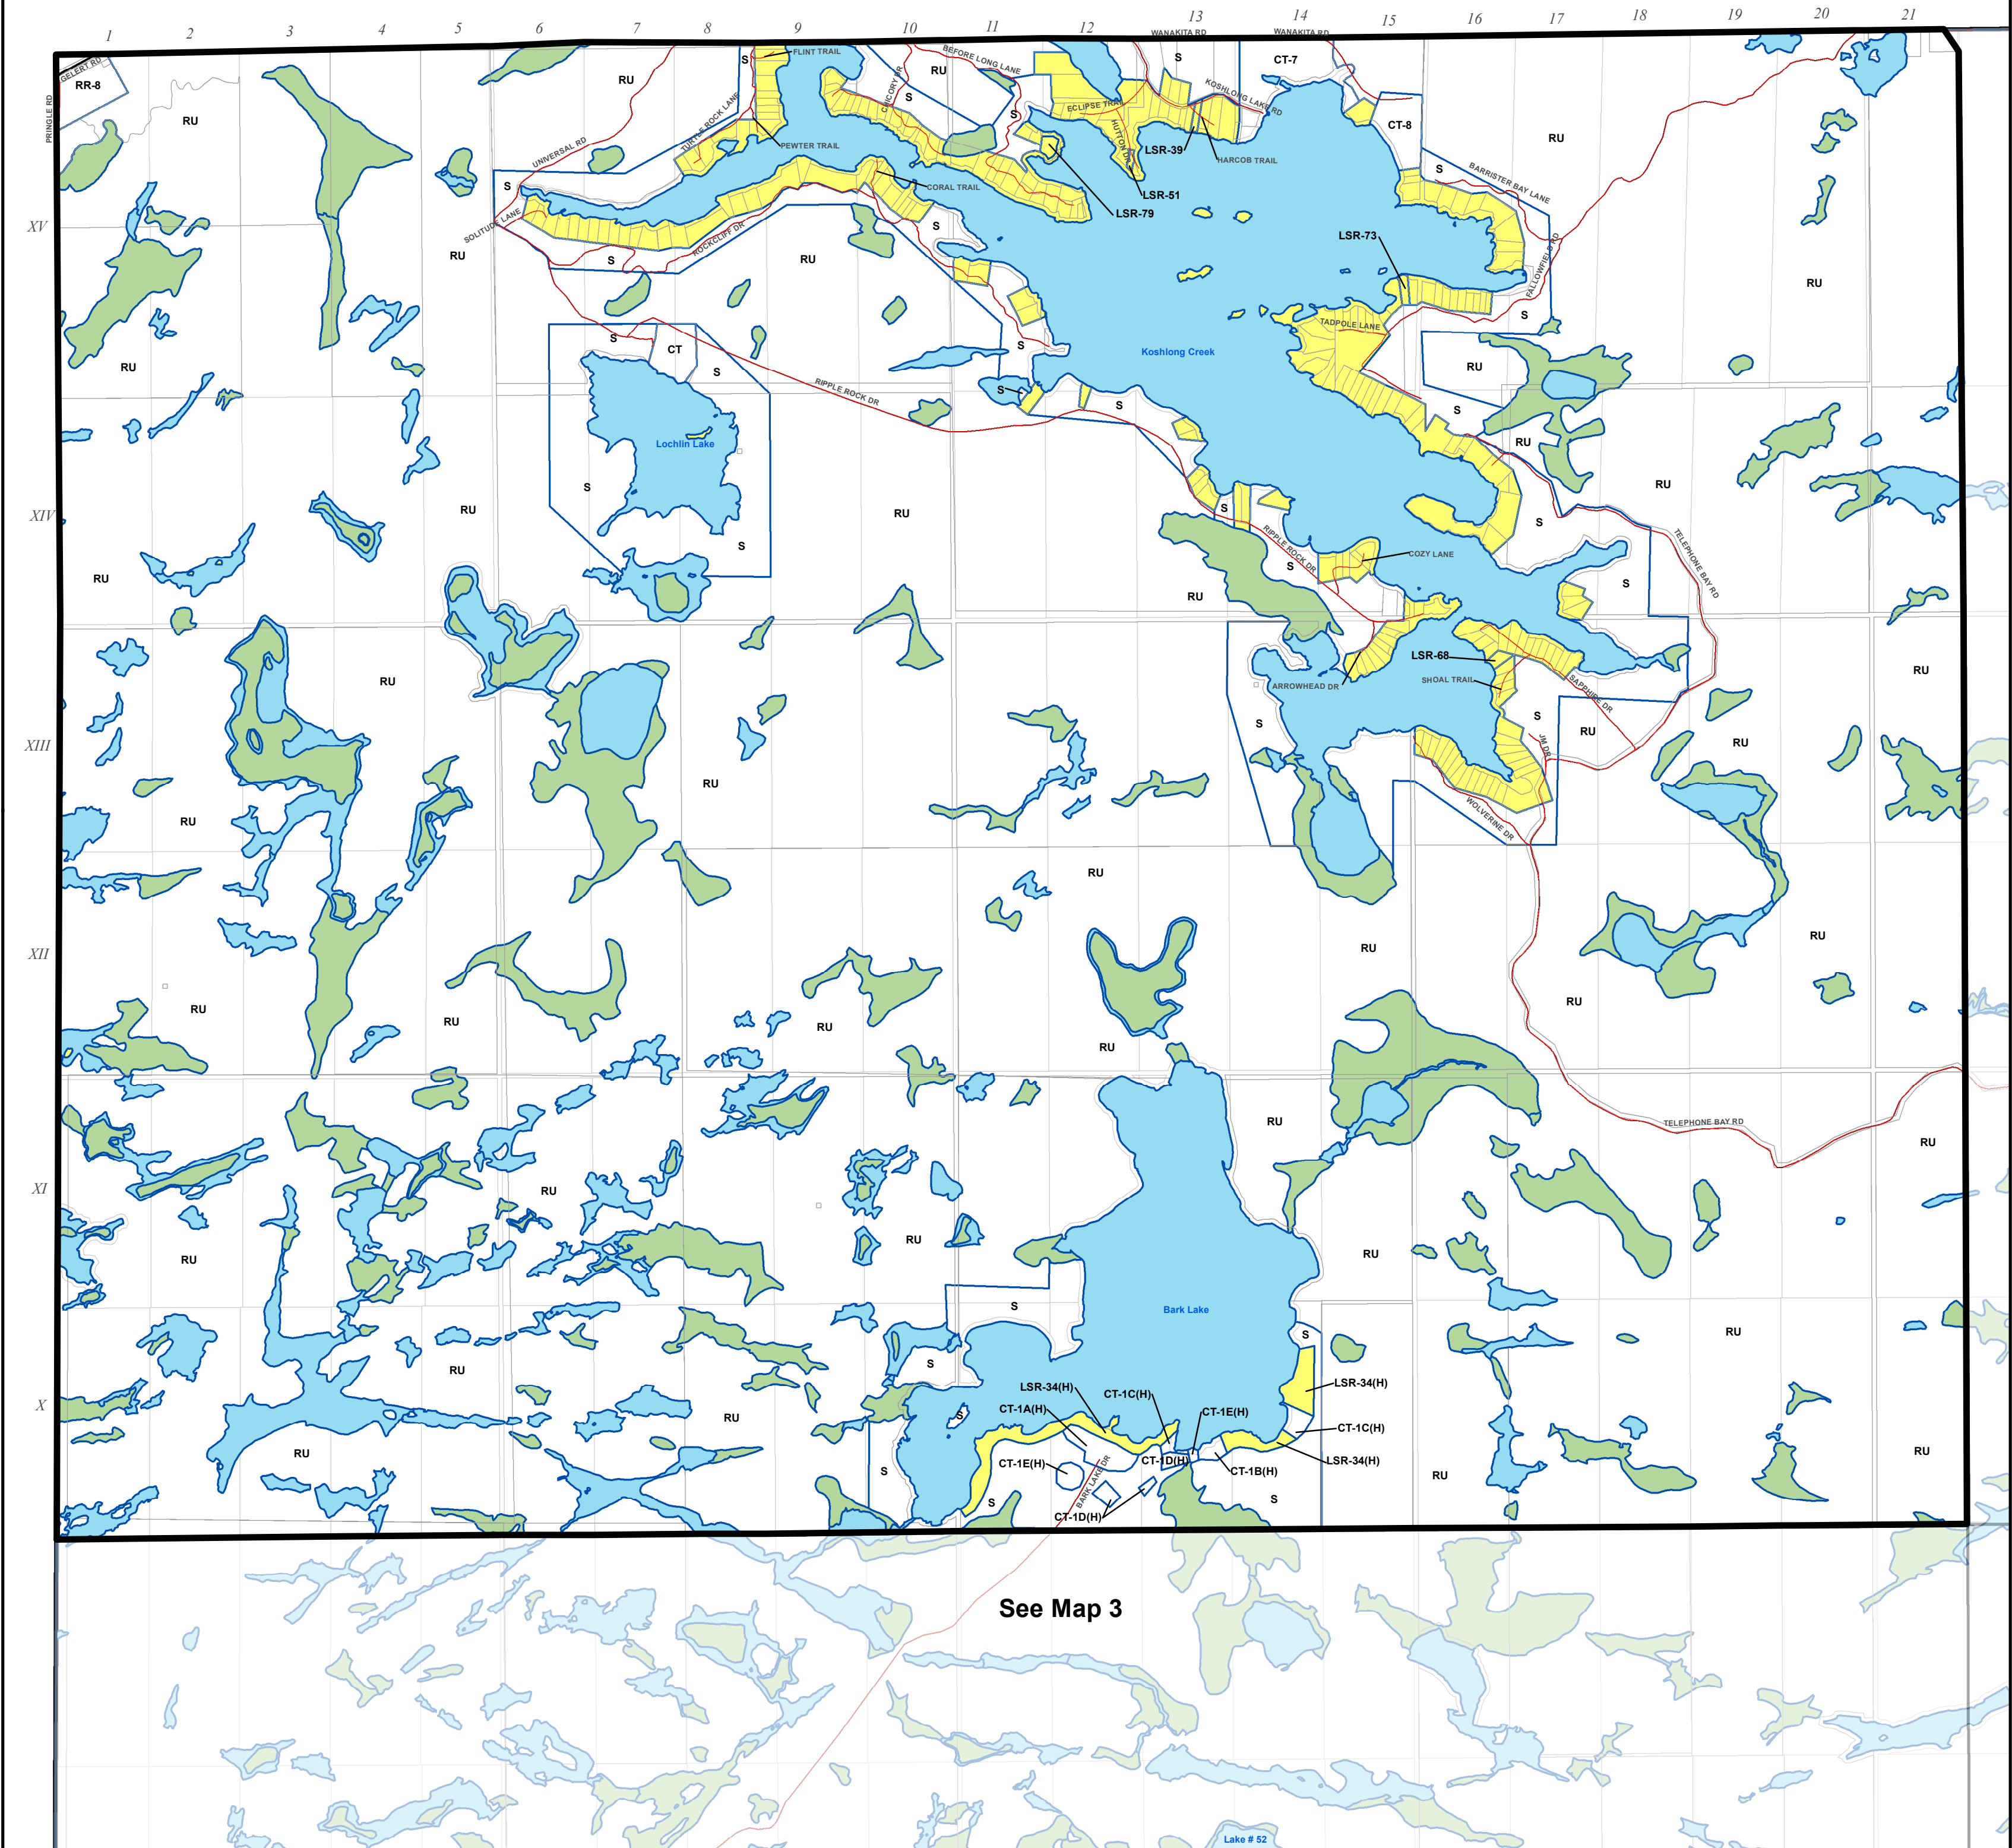 1 2 3 4 5 6 7 8 9 10 11 12 13 14 15 16 17 18 19 20 21
WANAKITA RD WANAKITA RD
GELERT RD
RR-8
PRINGLE RD
RU
RU
S
FLINT TRAIL
BEFORE LONG LANE
RU
S
CT-7
CHICORY DR
S
KOSHLONG LAKE RD
ECLIPSE TRAIL
HUTTON DR
TURTLE ROCK LANE
UNIVERSAL RD
PEWTER TRAIL
LSR-39
HARCOB TRAIL
CT-8
RU
S
S
BARRISTER BAY LANE
S
CORAL TRAIL
LSR-51
LSR-79
XV
SOLITUDE LANE
ROCKCLIFF DR
S
LSR-73
FALLOWFIELD RD
RU
S
RU
RU
S
TADPOLE LANE
S
S
CT
S
S
Koshlong Creek
RU
RU
RIPPLE ROCK DR
S
S
S
Lochlin Lake
RU
RU
S
RU
RU
S
XIV
S
S
RIPPLE ROCK DR
COZY LANE
TELEPHONE BAY RD
RU
S
S
RU
LSR-68
RU
RU
ARROWHEAD DR
SHOAL TRAIL
SAPPHIRE DR
XIII
S
S
RU
RU
JM DR
RU
RU
WOLVERINE DR
RU
XII
RU
RU
RU
RU
RU
RU
RU
RU
TELEPHONE BAY RD
RU
XI
RU
RU
RU
RU
Bark Lake
S
S
RU
RU
S
X
LSR-34(H)
LSR-34(H)
CT-1C(H)
CT-1A(H)
S
CT-1E(H)
RU
CT-1C(H)
RU
RU
CT-1E(H)
CT-1D(H)
LSR-34(H)
S
CT-1B(H)
RU
BARK LAKE DR
S
S
CT-1D(H)
See Map 3
Lake # 52